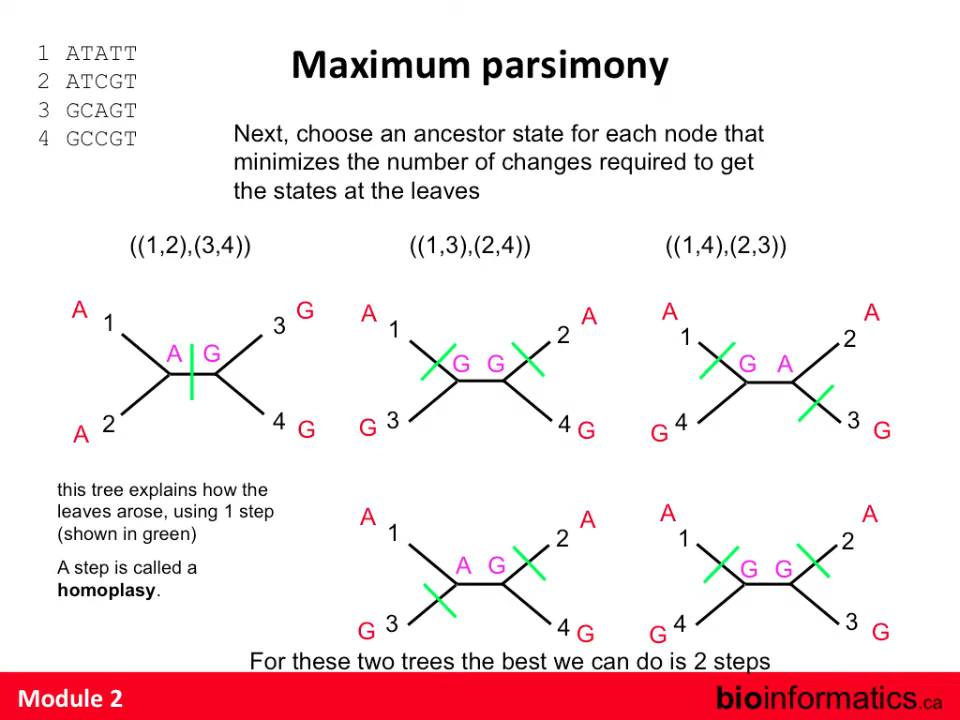 1 ATATT
2 ATCGT
3 GCAGT
4 GCCGT
Maximum parsimony
Next, choose an ancestor state for each node that
minimizes the number of changes required to get
the states at the leaves
((1,2),(3,4))
((1,3),(2,4))
((1,4),(2,3))
A 1 3 G
A G
A 2 4 G
A 1 2 A
G G
G 3 4 G
A 1 2 A
G A
G 4 3 G
this tree explains how the
leaves arose, using 1 step
(shown in green)
A step is called a
homoplasy.
A 1 2 A
A G
G 3 4 G
A 1 2 A
G G
G 4 3 G
For these two trees the best we can do is 2 steps
Module 2
bioinformatics.ca